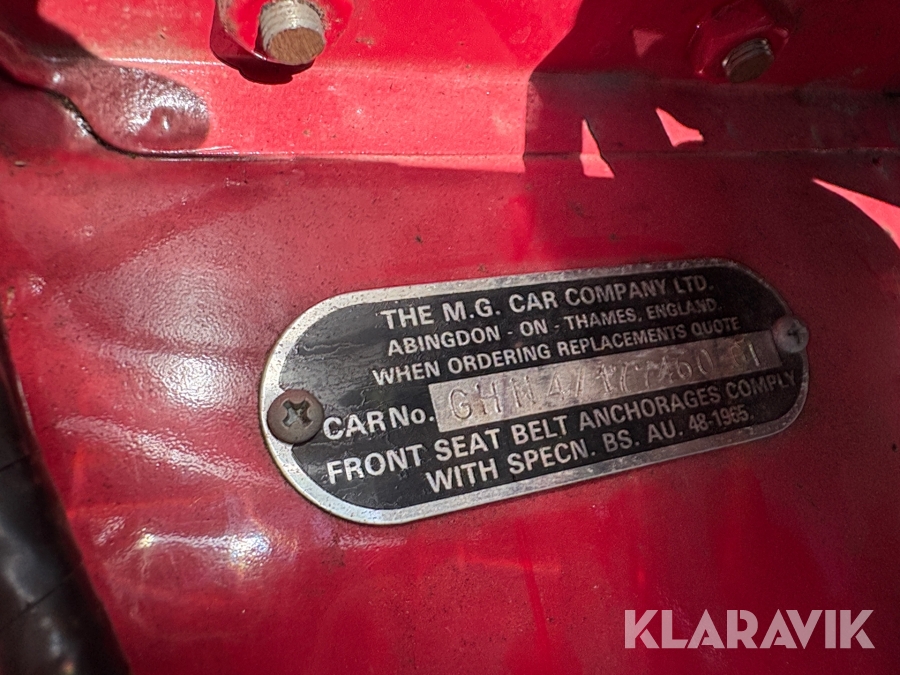 THE M.G. CAR COMPANY LTD.
ABINGDON - ON - THAMES, ENGLAND.
WHEN ORDERING REPLACEMENTS QUOTE
CAR No.
FRONT SEAT BELT ANCHORAGES COMPLY
WITH SPECN. BS. AU. 48-1965.
KLARAVIK